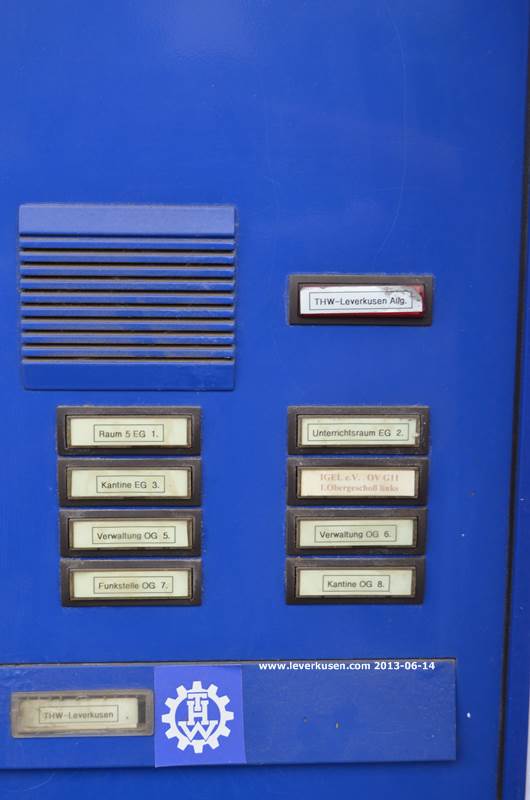 THW-Leverkusen Allg.
Raum 5 EG 1.
Unterrichtsraum EG 2.
Kantine EG 3.
IGEL e.V. OV G11
1.Obergeschoß links
Verwaltung OG 5.
Verwaltung OG 6.
Funkstelle OG 7.
Kantine OG 8.
www.leverkusen.com 2013-06-14
THW-Leverkusen
THW